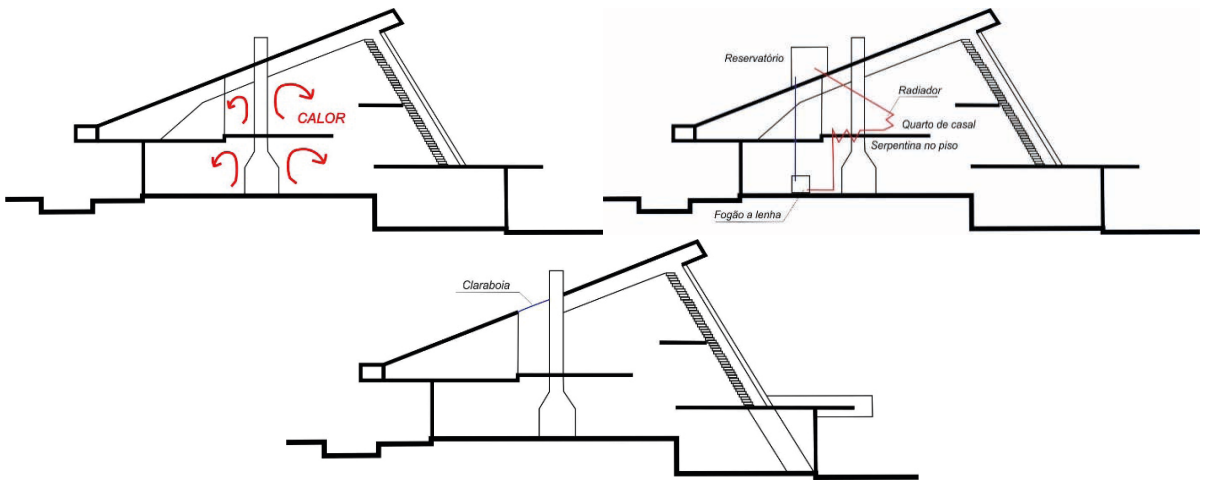 CALOR
Reservatório
Radiador
Quarto de casal
Serpentina no piso
Fogão a lenha
Claraboia